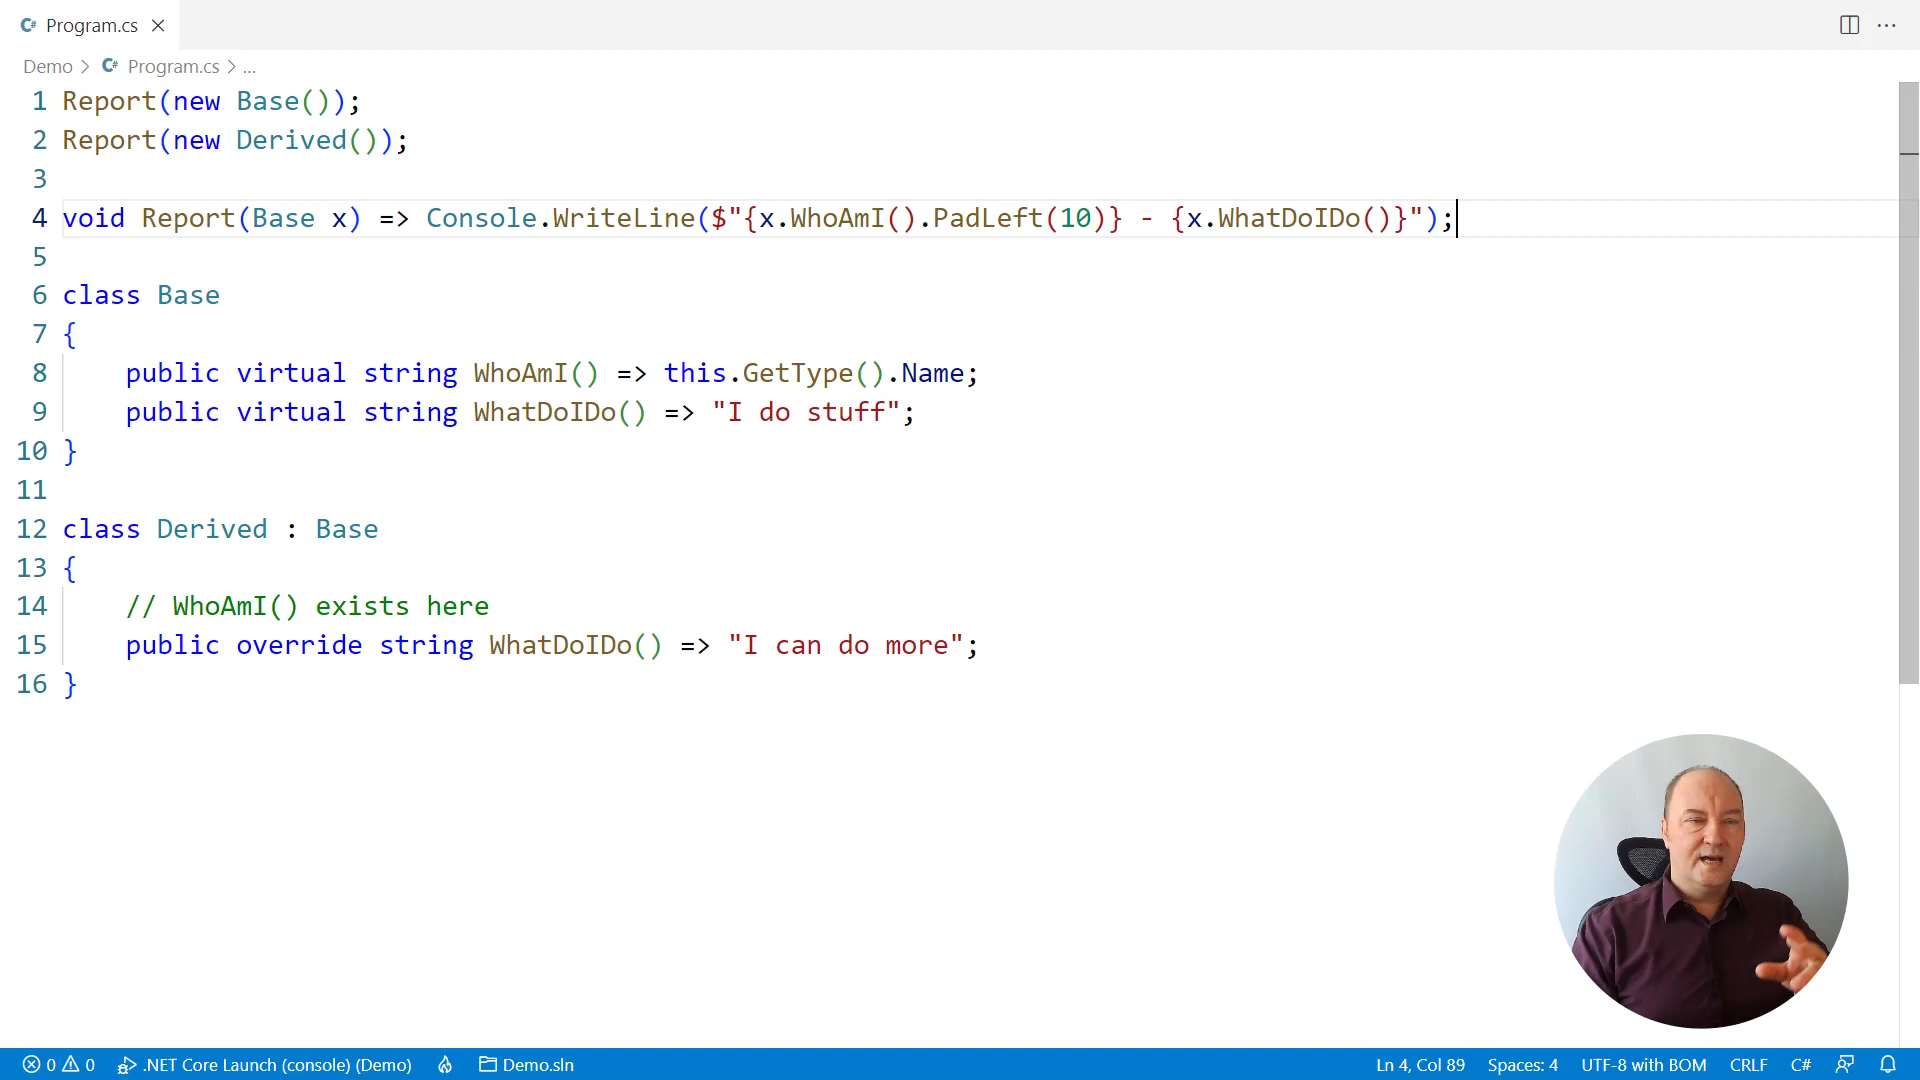 C# Program.cs
Demo > C# Program.cs > ...
1 Report(new Base());
2 Report(new Derived());
3
4 void Report(Base x) => Console.WriteLine($"{x.WhoAmI().PadLeft(10)} - {x.WhatDoIDo()}");
5
6 class Base
7 {
8 public virtual string WhoAmI() => this.GetType().Name;
9 public virtual string WhatDoIDo() => "I do stuff";
10 }
11
12 class Derived : Base
13 {
14 // WhoAmI() exists here
15 public override string WhatDoIDo() => "I can do more";
16 }
0 0 .NET Core Launch (console) (Demo) Demo.sln Ln 4, Col 89 Spaces: 4 UTF-8 with BOM CRLF C#